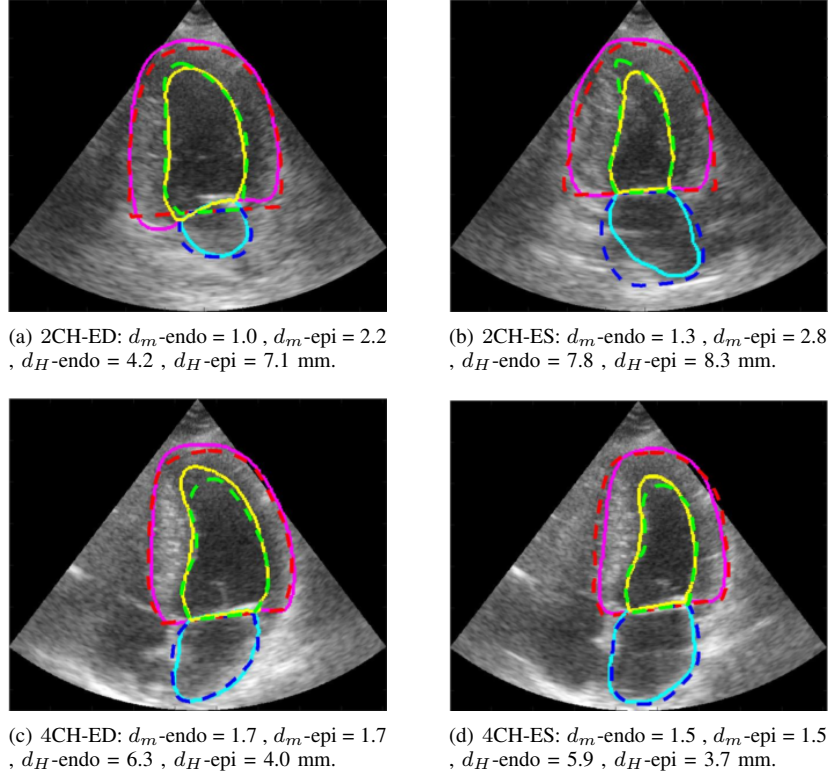 (a) 2CH-ED: d_m-endo = 1.0 , d_m-epi = 2.2
, d_H-endo = 4.2 , d_H-epi = 7.1 mm.
(b) 2CH-ES: d_m-endo = 1.3 , d_m-epi = 2.8
, d_H-endo = 7.8 , d_H-epi = 8.3 mm.
(c) 4CH-ED: d_m-endo = 1.7 , d_m-epi = 1.7
, d_H-endo = 6.3 , d_H-epi = 4.0 mm.
(d) 4CH-ES: d_m-endo = 1.5 , d_m-epi = 1.5
, d_H-endo = 5.9 , d_H-epi = 3.7 mm.